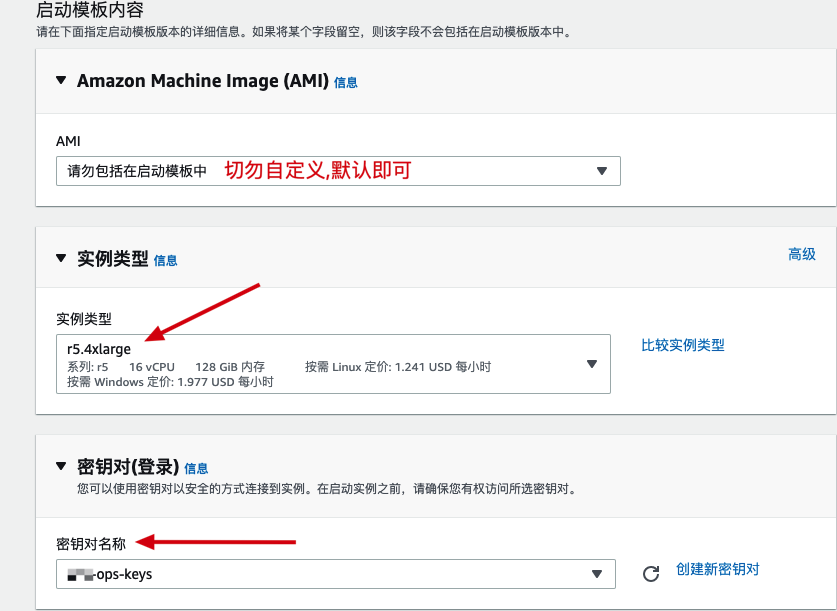 启动模板内容
请在下面指定启动模板版本的详细信息。如果将某个字段留空，则该字段不会包括在启动模板版本中。
Amazon Machine Image (AMI) 信息
AMI
请勿包括在启动模板中 切勿自定义,默认即可
实例类型 信息
高级
实例类型
r5.4xlarge
系列: r5 16 vCPU 128 GiB 内存 按需 Linux 定价: 1.241 USD 每小时
按需 Windows 定价: 1.977 USD 每小时
比较实例类型
密钥对(登录) 信息
您可以使用密钥对以安全的方式连接到实例。在启动实例之前，请确保您有权访问所选密钥对。
密钥对名称
-ops-keys
创建新密钥对